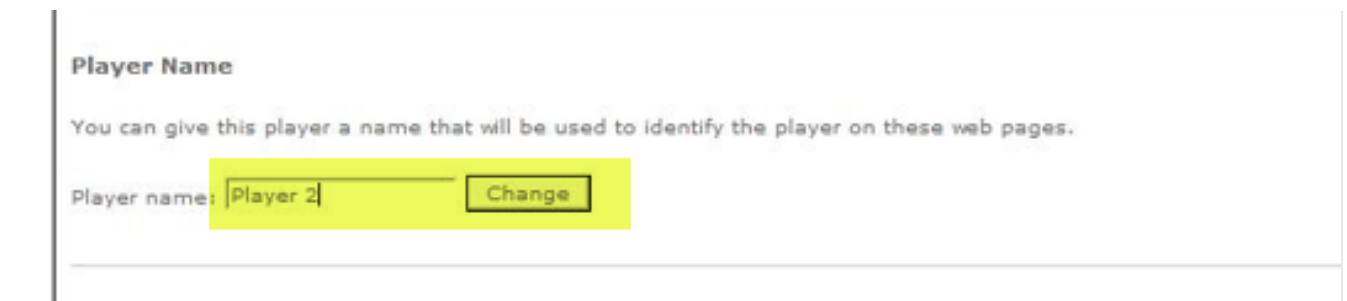 Player Name
You can give this player a name that will be used to identify the player on these web pages.
Player name: Player 2 Change